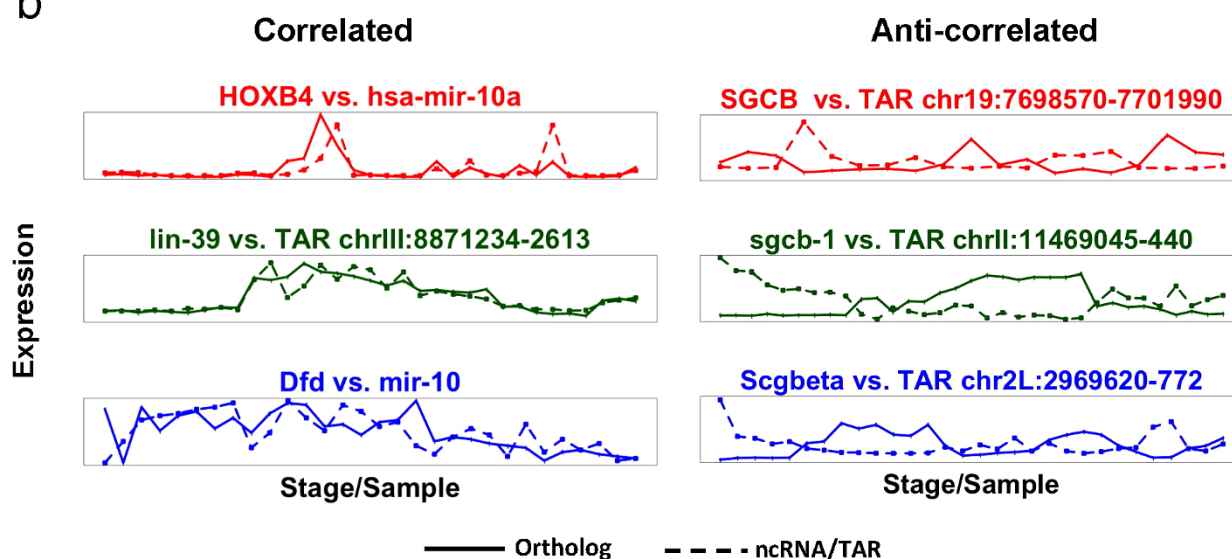 b
Correlated
Anti-correlated
HOXB4 vs. hsa-mir-10a
SGCB vs. TAR chr19:7698570-7701990
lin-39 vs. TAR chrIII:8871234-2613
sgcb-1 vs. TAR chrII:11469045-440
Expression
Dfd vs. mir-10
Scgbeta vs. TAR chr2L:2969620-772
Stage/Sample
Stage/Sample
Ortholog
ncRNA/TAR